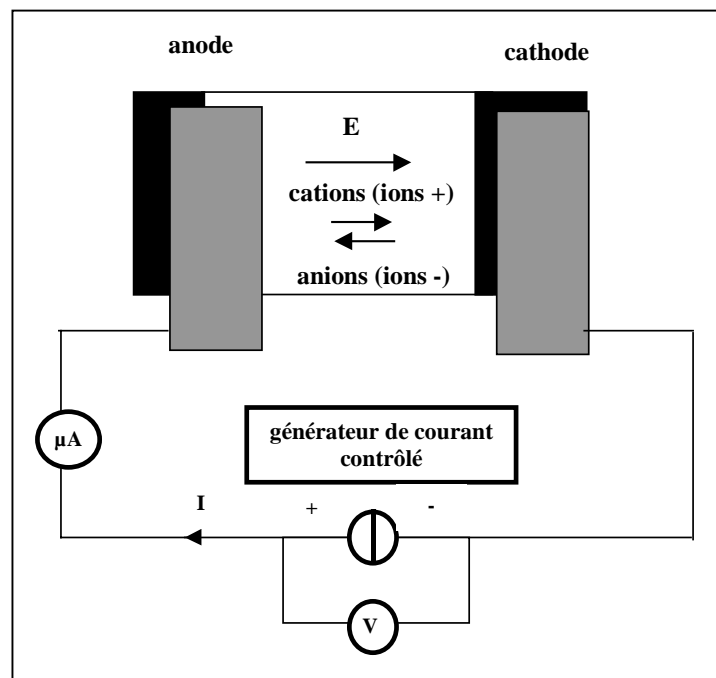 anode
cathode
E
cations (ions +)
anions (ions -)
µA
générateur de courant
contrôlé
I
+
-
V